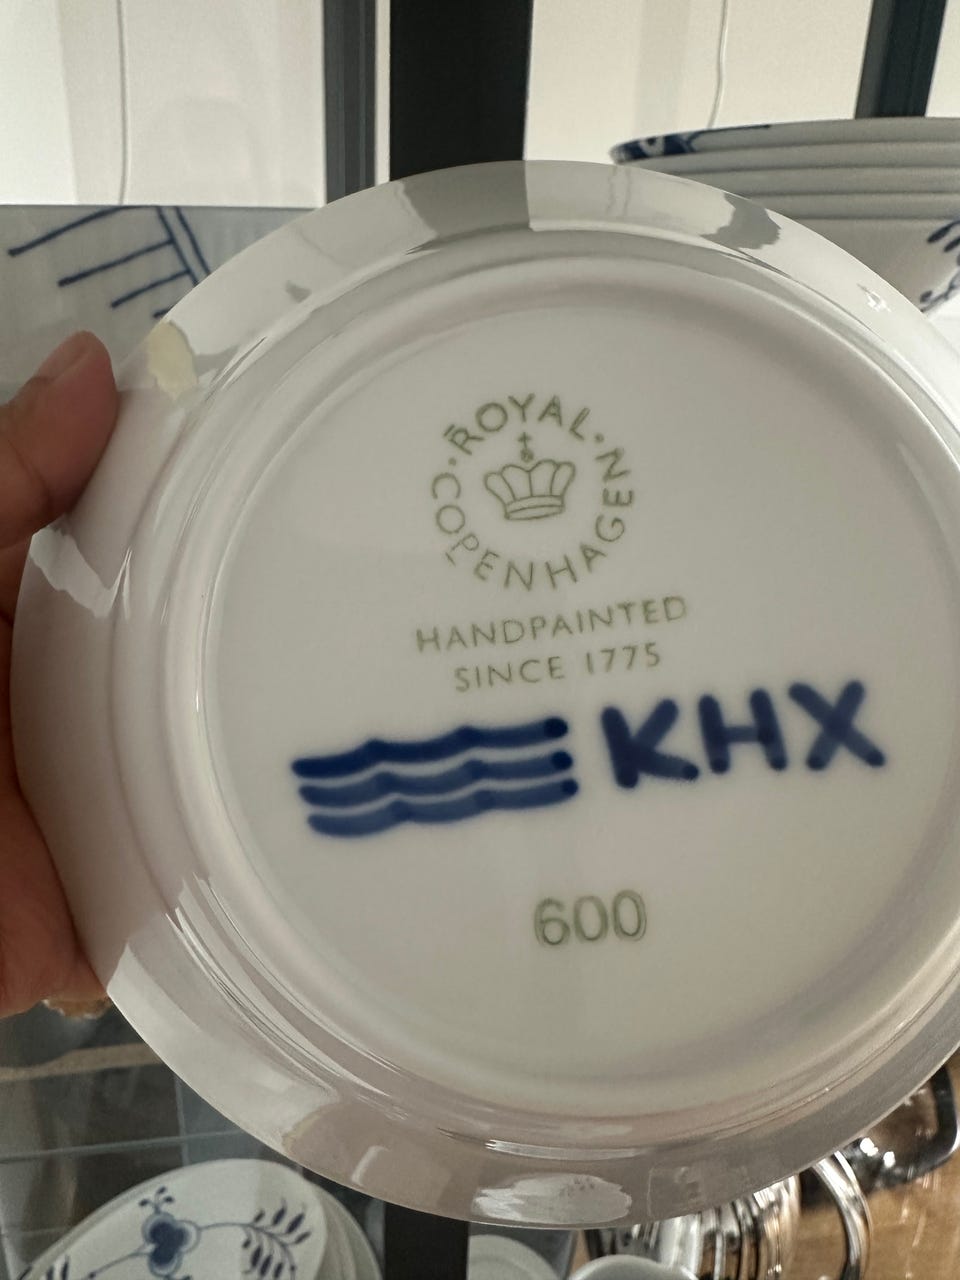 ROYAL
COPENHAGEN
HANDPAINTED
SINCE 1775
KHX
600